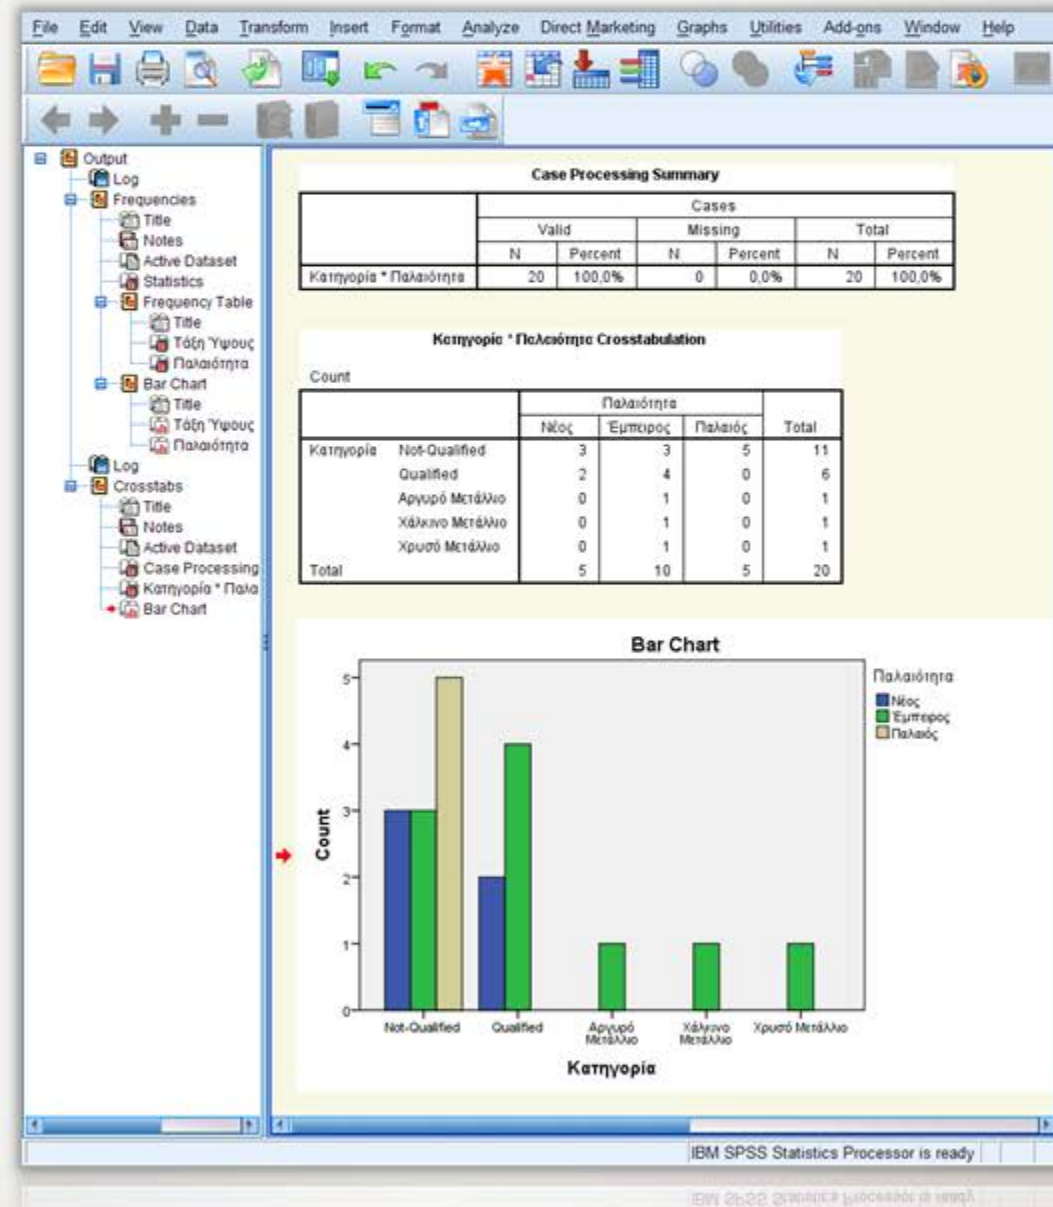 File Edit View Data Transform Insert Format Analyze Direct Marketing Graphs Utilities Add-ons Window Help
Output
Log
Frequencies
Title
Notes
Active Dataset
Statistics
Frequency Table
Title
Τάξη Ύψους
Παλαιότητα
Bar Chart
Title
Τάξη Ύψους
Παλαιότητα
Log
Crosstabs
Title
Notes
Active Dataset
Case Processing
Κατηγορία * Παλα
Bar Chart
Case Processing Summary
Cases
Valid Missing Total
N Percent N Percent N Percent
Κατηγορία * Παλαιότητα 20 100,0% 0 0,0% 20 100,0%
Κατηγορία * Παλαιότητα Crosstabulation
Count
Παλαιότητα
Νέος Έμπειρος Παλαιός Total
Κατηγορία Not-Qualified 3 3 5 11
Qualified 2 4 0 6
Αργυρό Μετάλλιο 0 1 0 1
Χάλκινο Μετάλλιο 0 1 0 1
Χρυσό Μετάλλιο 0 1 0 1
Total 5 10 5 20
Bar Chart
Παλαιότητα
Νέος
Έμπειρος
Παλαιός
5
4
3
2
1
0
Count
Not-Qualified Qualified Αργυρό Μετάλλιο Χάλκινο Μετάλλιο Χρυσό Μετάλλιο
Κατηγορία
IBM SPSS Statistics Processor is ready